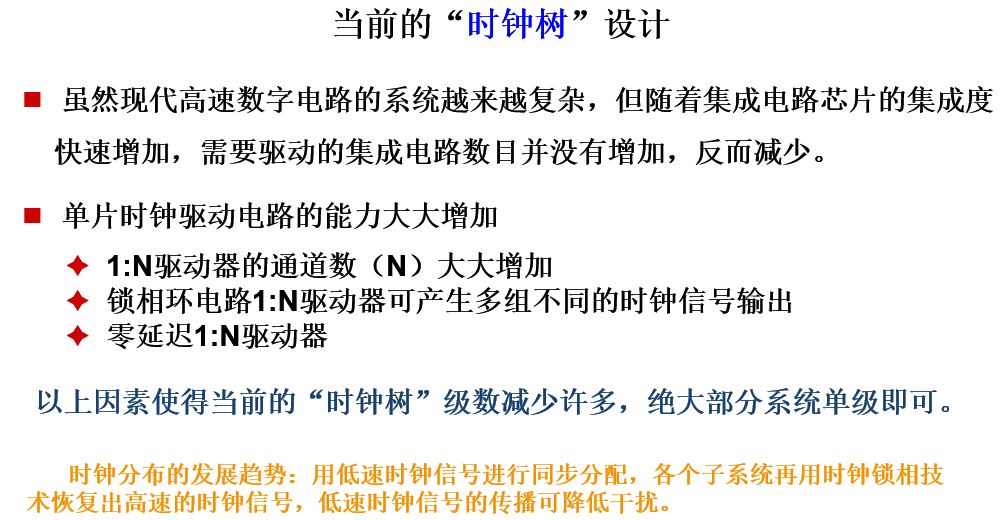 当前的“时钟树”设计
虽然现代高速数字电路的系统越来越复杂，但随着集成电路芯片的集成度
快速增加，需要驱动的集成电路数目并没有增加，反而减少。
单片时钟驱动电路的能力大大增加
1:N驱动器的通道数（N）大大增加
锁相环电路1:N驱动器可产生多组不同的时钟信号输出
零延迟1:N驱动器
以上因素使得当前的“时钟树”级数减少许多，绝大部分系统单级即可。
时钟分布的发展趋势：用低速时钟信号进行同步分配，各个子系统再用时钟锁相技
术恢复出高速的时钟信号，低速时钟信号的传播可降低干扰。